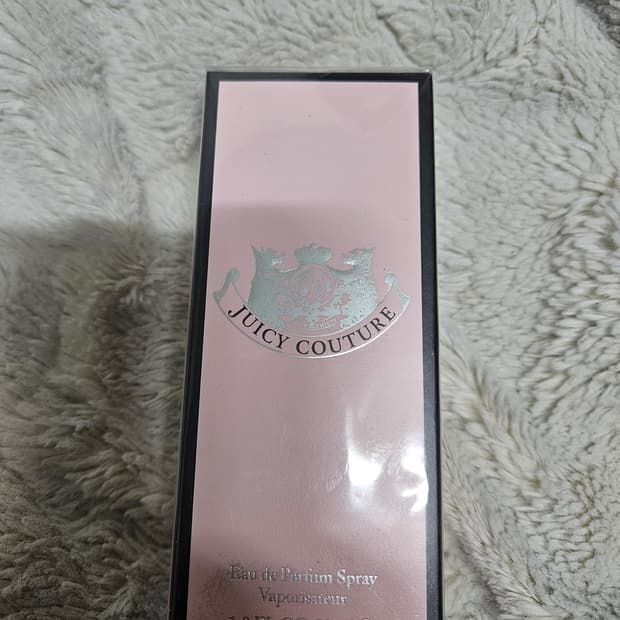 JUICY COUTURE
Eau de Parfum Spray
Vaporisateur